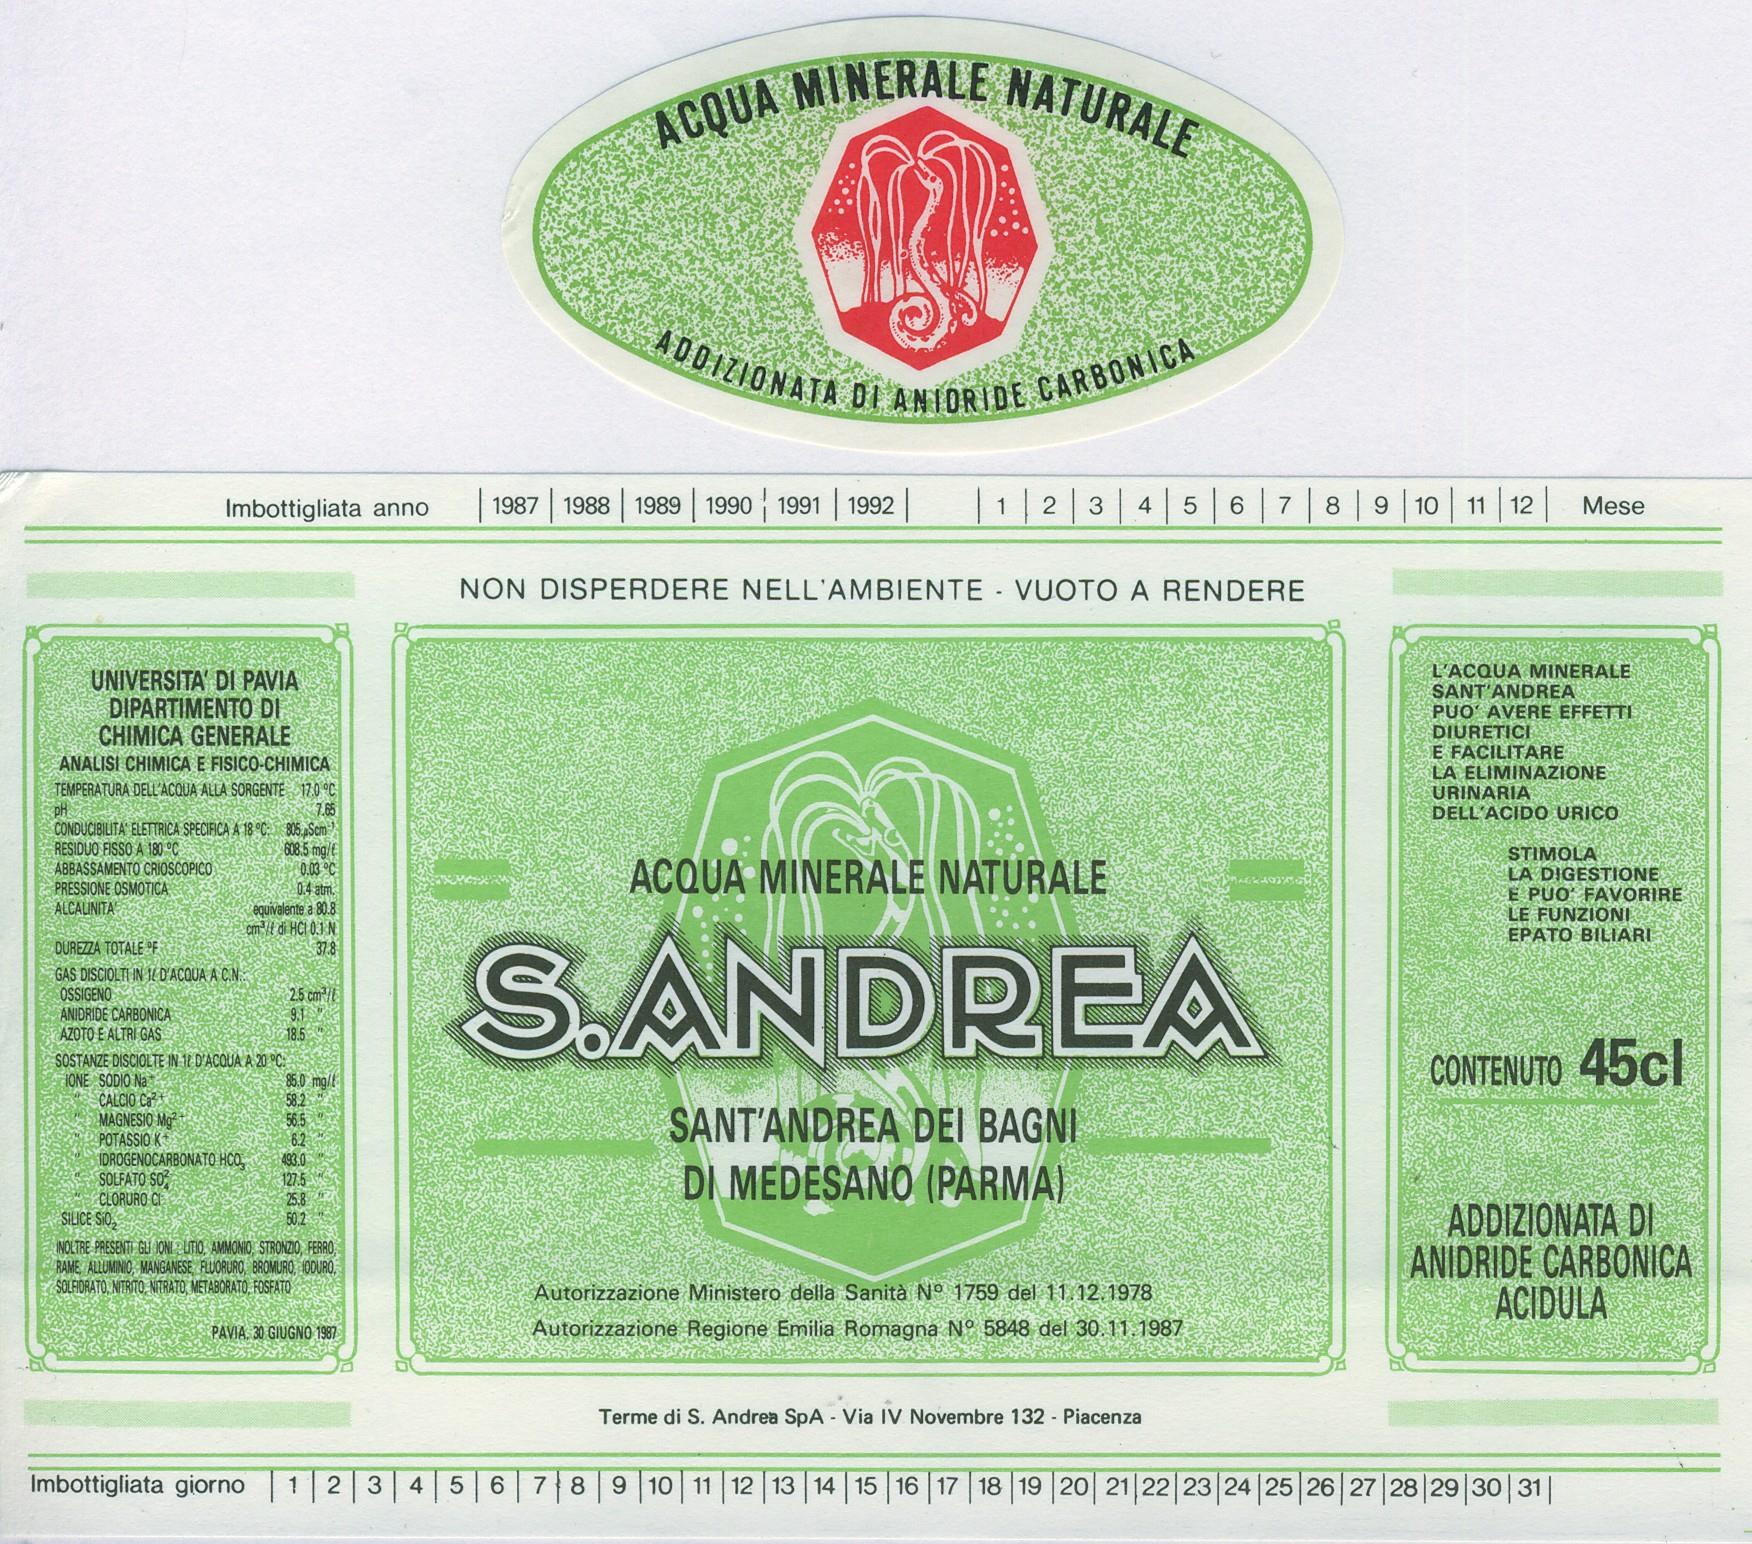 ACQUA MINERALE NATURALE
ADDIZIONATA DI ANIDRIDE CARBONICA
Imbottigliata anno | 1987 | 1988 | 1989 | 1990 | 1991 | 1992 | | 1 | 2 | 3 | 4 | 5 | 6 | 7 | 8 | 9 | 10 | 11 | 12 | Mese
NON DISPERDERE NELL'AMBIENTE - VUOTO A RENDERE
UNIVERSITA' DI PAVIA
DIPARTIMENTO DI
CHIMICA GENERALE
ANALISI CHIMICA E FISICO-CHIMICA
TEMPERATURA DELL'ACQUA ALLA SORGENTE 17.0 °C
pH 7.65
CONDUCIBILITA' ELETTRICA SPECIFICA A 18 °C: 805 µScm⁻¹
RESIDUO FISSO A 180 °C 608.5 mg/ℓ
ABBASSAMENTO CRIOSCOPICO 0.03 °C
PRESSIONE OSMOTICA 0.4 atm.
ALCALINITA' equivalente a 80.8
cm³/ℓ di HCl 0.1 N
DUREZZA TOTALE °F 37.8
GAS DISCIOLTI IN 1ℓ D'ACQUA A C.N.:
OSSIGENO 2.5 cm³/ℓ
ANIDRIDE CARBONICA 9.1 "
AZOTO E ALTRI GAS 18.5 "
SOSTANZE DISCIOLTE IN 1ℓ D'ACQUA A 20 °C:
IONE SODIO Na⁺ 85.0 mg/ℓ
" CALCIO Ca²⁺ 58.2 "
" MAGNESIO Mg²⁺ 56.5 "
" POTASSIO K⁺ 6.2 "
" IDROGENOCARBONATO HCO₃⁻ 493.0 "
" SOLFATO SO₄²⁻ 127.5 "
" CLORURO Cl⁻ 25.8 "
SILICE SiO₂ 50.2 "
INOLTRE PRESENTI GLI IONI : LITIO, AMMONIO, STRONZIO, FERRO,
RAME, ALLUMINIO, MANGANESE, FLUORURO, BROMURO, IODURO,
SOLFIDRATO, NITRITO, NITRATO, METABORATO, FOSFATO
PAVIA, 30 GIUGNO 1987
ACQUA MINERALE NATURALE
S.ANDREA
SANT'ANDREA DEI BAGNI
DI MEDESANO (PARMA)
Autorizzazione Ministero della Sanità N° 1759 del 11.12.1978
Autorizzazione Regione Emilia Romagna N° 5848 del 30.11.1987
L'ACQUA MINERALE
SANT'ANDREA
PUO' AVERE EFFETTI
DIURETICI
E FACILITARE
LA ELIMINAZIONE
URINARIA
DELL'ACIDO URICO
STIMOLA
LA DIGESTIONE
E PUO' FAVORIRE
LE FUNZIONI
EPATO BILIARI
CONTENUTO 45cl
ADDIZIONATA DI
ANIDRIDE CARBONICA
ACIDULA
Terme di S. Andrea SpA - Via IV Novembre 132 - Piacenza
Imbottigliata giorno | 1 | 2 | 3 | 4 | 5 | 6 | 7 | 8 | 9 | 10 | 11 | 12 | 13 | 14 | 15 | 16 | 17 | 18 | 19 | 20 | 21 | 22 | 23 | 24 | 25 | 26 | 27 | 28 | 29 | 30 | 31 |